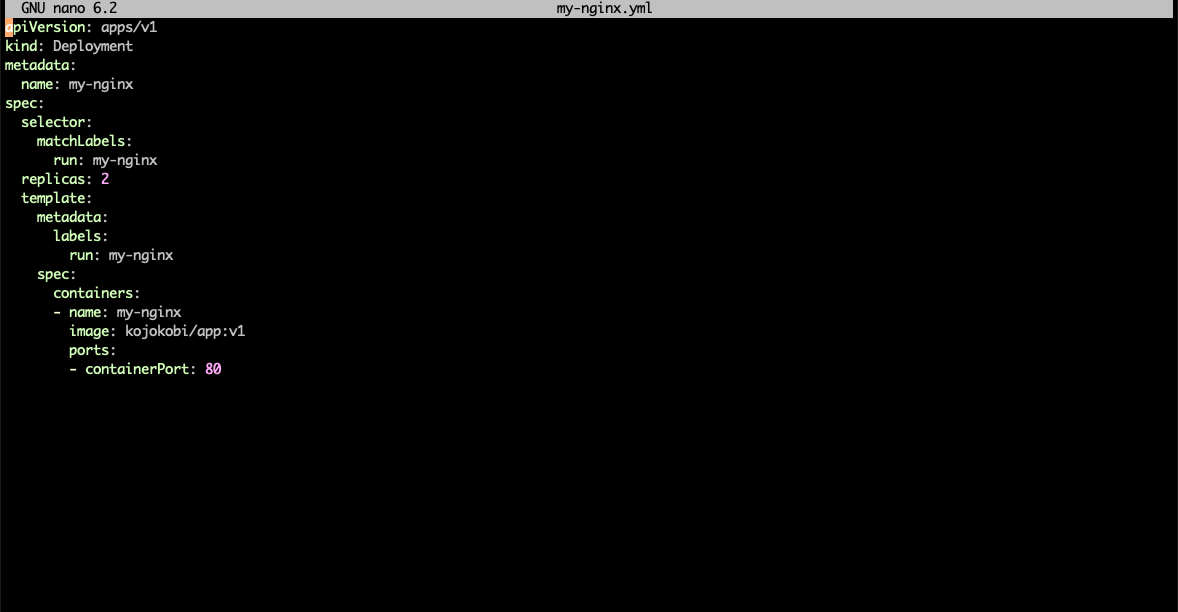 GNU nano 6.2 my-nginx.yml
apiVersion: apps/v1
kind: Deployment
metadata:
  name: my-nginx
spec:
  selector:
    matchLabels:
      run: my-nginx
  replicas: 2
  template:
    metadata:
      labels:
        run: my-nginx
    spec:
      containers:
      - name: my-nginx
        image: kojokobi/app:v1
        ports:
        - containerPort: 80